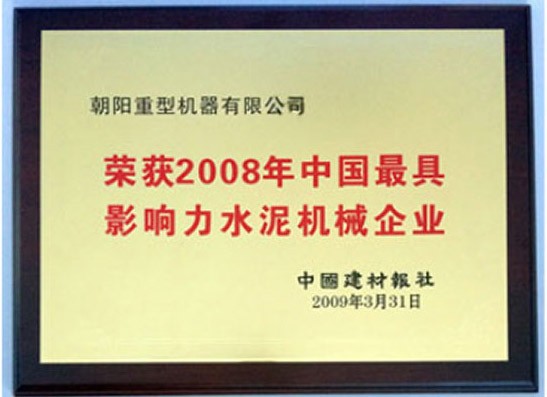 朝阳重型机器有限公司
荣获2008年中国最具
影响力水泥机械企业
中國建材報社
2009年3月31日